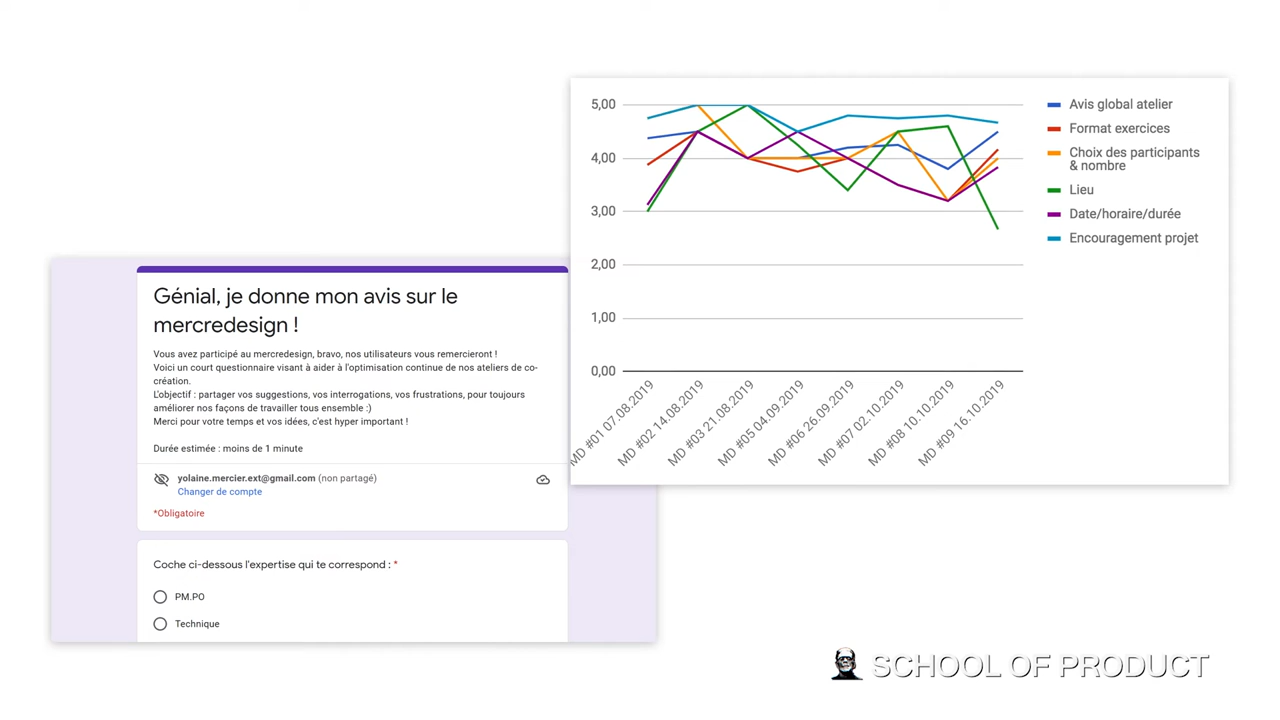 5,00
4,00
3,00
2,00
1,00
0,00
MD #01 07.08.2019
MD #02 14.08.2019
MD #03 21.08.2019
MD #05 04.09.2019
MD #06 26.09.2019
MD #07 02.10.2019
MD #08 10.10.2019
MD #09 16.10.2019
Avis global atelier
Format exercices
Choix des participants
& nombre
Lieu
Date/horaire/durée
Encouragement projet
Génial, je donne mon avis sur le
mercredesign !
Vous avez participé au mercredesign, bravo, nos utilisateurs vous remercieront !
Voici un court questionnaire visant à aider à l'optimisation continue de nos ateliers de co-
création.
L'objectif : partager vos suggestions, vos interrogations, vos frustrations, pour toujours
améliorer nos façons de travailler tous ensemble :)
Merci pour votre temps et vos idées, c'est hyper important !
Durée estimée : moins de 1 minute
yolaine.mercier.ext@gmail.com (non partagé)
Changer de compte
*Obligatoire
Coche ci-dessous l'expertise qui te correspond : *
PM.PO
Technique
SCHOOL OF PRODUCT